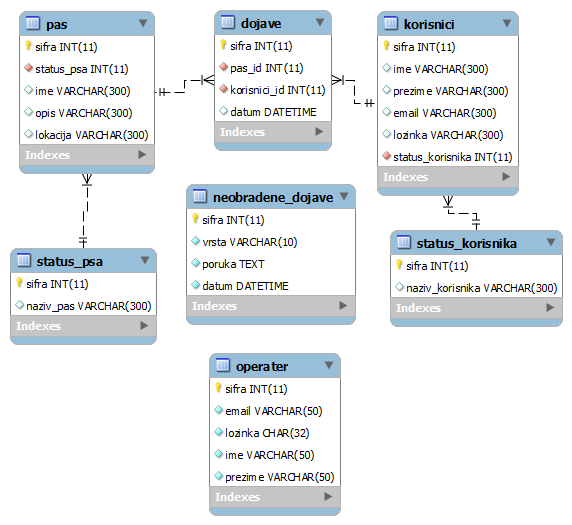 pas
sifra INT(11)
status_psa INT(11)
ime VARCHAR(300)
opis VARCHAR(300)
lokacija VARCHAR(300)
Indexes
dojave
sifra INT(11)
pas_id INT(11)
korisnici_id INT(11)
datum DATETIME
Indexes
korisnici
sifra INT(11)
ime VARCHAR(300)
prezime VARCHAR(300)
email VARCHAR(300)
lozinka VARCHAR(300)
status_korisnika INT(11)
Indexes
status_psa
sifra INT(11)
naziv_pas VARCHAR(300)
Indexes
neobradene_dojave
sifra INT(11)
vrsta VARCHAR(10)
poruka TEXT
datum DATETIME
Indexes
status_korisnika
sifra INT(11)
naziv_korisnika VARCHAR(300)
Indexes
operater
sifra INT(11)
email VARCHAR(50)
lozinka CHAR(32)
ime VARCHAR(50)
prezime VARCHAR(50)
Indexes